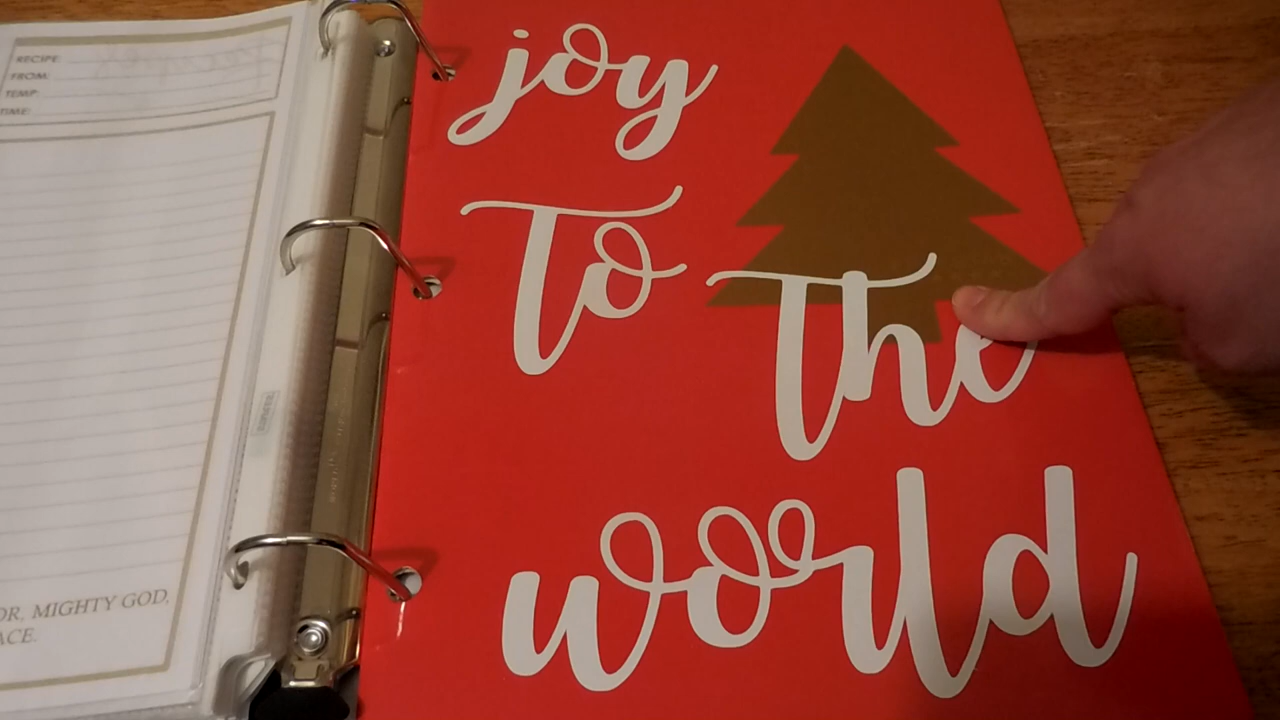 RECIPE:
FROM:
TEMP:
TIME:
OR, MIGHTY GOD,
ACE.
joy
To
The
world